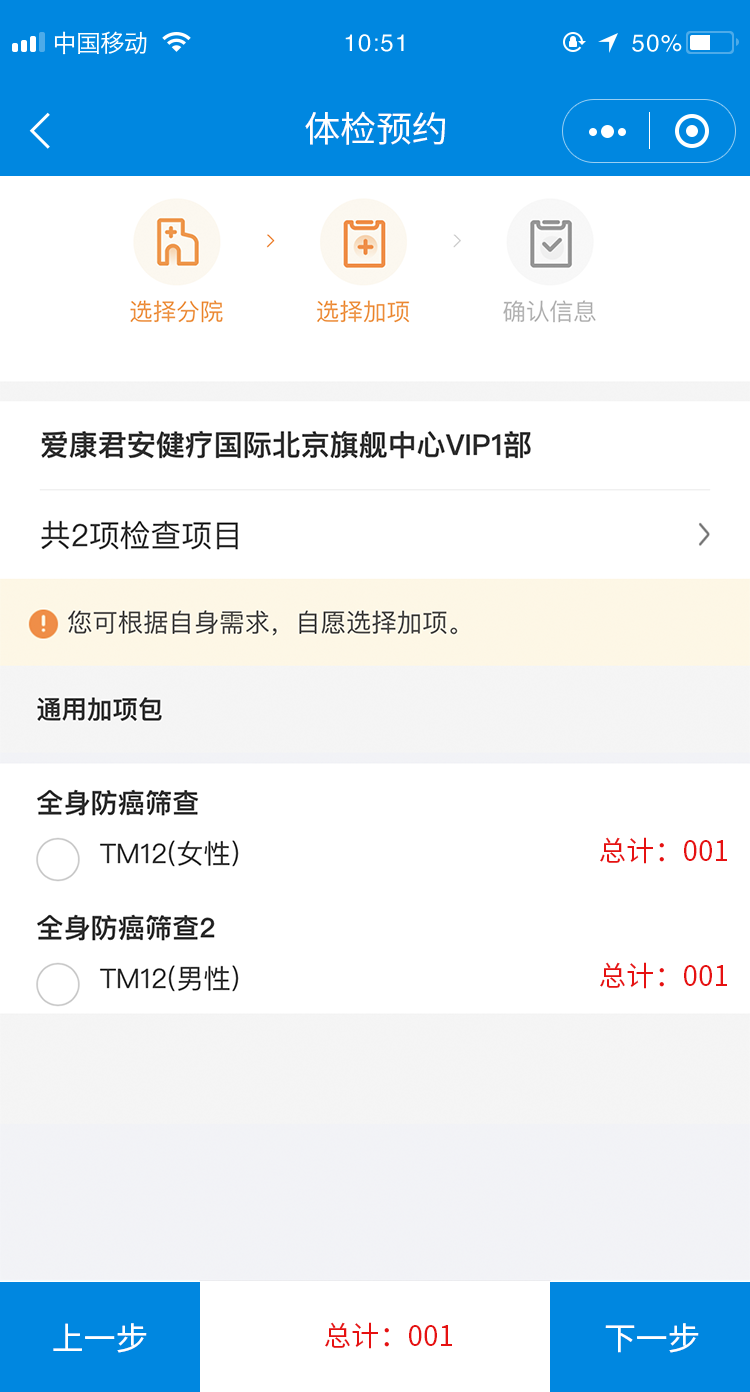 中国移动 10:51 50%
体检预约
选择分院 选择加项 确认信息
爱康君安健疗国际北京旗舰中心VIP1部
共2项检查项目
您可根据自身需求，自愿选择加项。
通用加项包
全身防癌筛查
TM12(女性) 总计：001
全身防癌筛查2
TM12(男性) 总计：001
上一步 总计：001 下一步